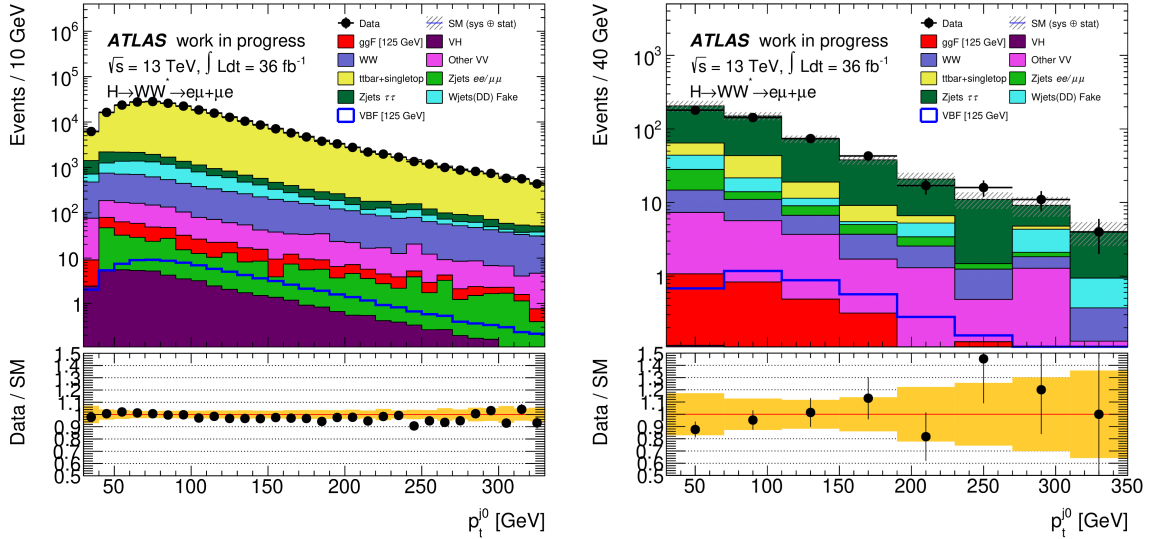 Events / 10 GeV
10⁶
10⁵
10⁴
10³
10²
10
1
ATLAS work in progress
√s = 13 TeV, ∫ Ldt = 36 fb⁻¹
H→WW*→eμ+μe
Data
SM (sys ⊕ stat)
ggF [125 GeV]
VH
WW
Other VV
ttbar+singletop
Zjets ee/μμ
Zjets ττ
Wjets(DD) Fake
VBF [125 GeV]
Data / SM
1.5
1.4
1.3
1.2
1.1
1
0.9
0.8
0.7
0.6
0.5
50 100 150 200 250 300
p_t^j0 [GeV]
Events / 40 GeV
10³
10²
10
1
ATLAS work in progress
√s = 13 TeV, ∫ Ldt = 36 fb⁻¹
H→WW*→eμ+μe
Data
SM (sys ⊕ stat)
ggF [125 GeV]
VH
WW
Other VV
ttbar+singletop
Zjets ee/μμ
Zjets ττ
Wjets(DD) Fake
VBF [125 GeV]
Data / SM
1.5
1.4
1.3
1.2
1.1
1
0.9
0.8
0.7
0.6
0.5
50 100 150 200 250 300 350
p_t^j0 [GeV]